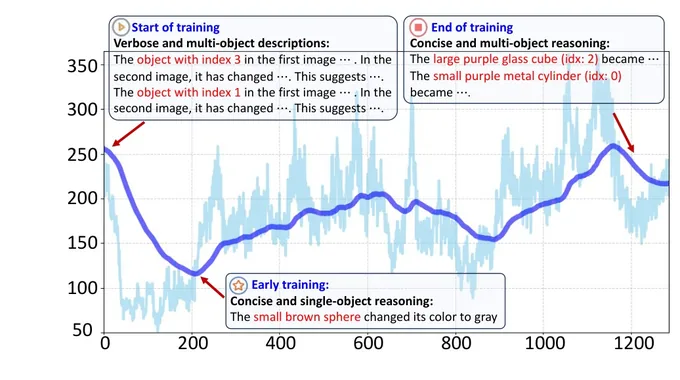 Start of training
Verbose and multi-object descriptions:
The object with index 3 in the first image ⋯ . In the
second image, it has changed ⋯. This suggests ⋯.
The object with index 1 in the first image ⋯ . In the
second image, it has changed ⋯. This suggests ⋯.
End of training
Concise and multi-object reasoning:
The large purple glass cube (idx: 2) became ⋯
The small purple metal cylinder (idx: 0)
became ⋯.
Early training:
Concise and single-object reasoning:
The small brown sphere changed its color to gray
350
300
250
200
150
100
50
0 200 400 600 800 1000 1200